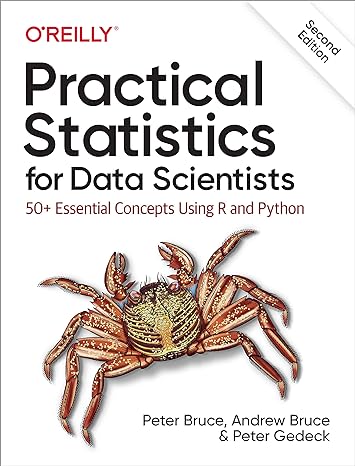 O'REILLY®
Second
Edition
Practical
Statistics
for Data Scientists
50+ Essential Concepts Using R and Python
Peter Bruce, Andrew Bruce
& Peter Gedeck